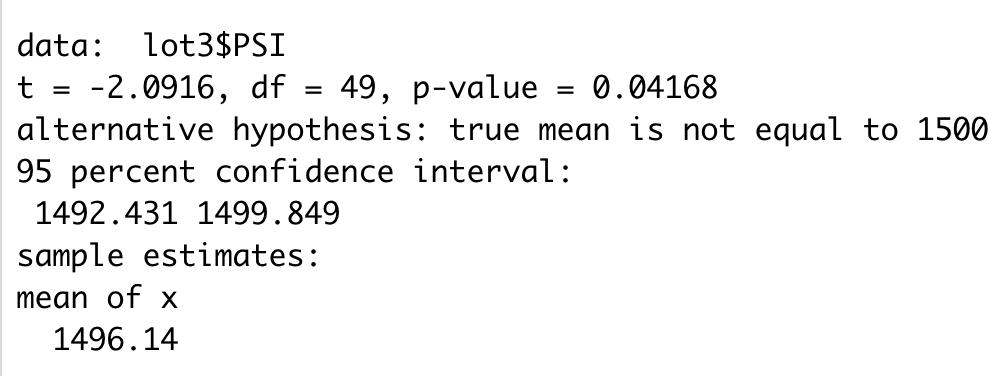 data:  lot3$PSI
t = -2.0916, df = 49, p-value = 0.04168
alternative hypothesis: true mean is not equal to 1500
95 percent confidence interval:
 1492.431 1499.849
sample estimates:
mean of x
  1496.14